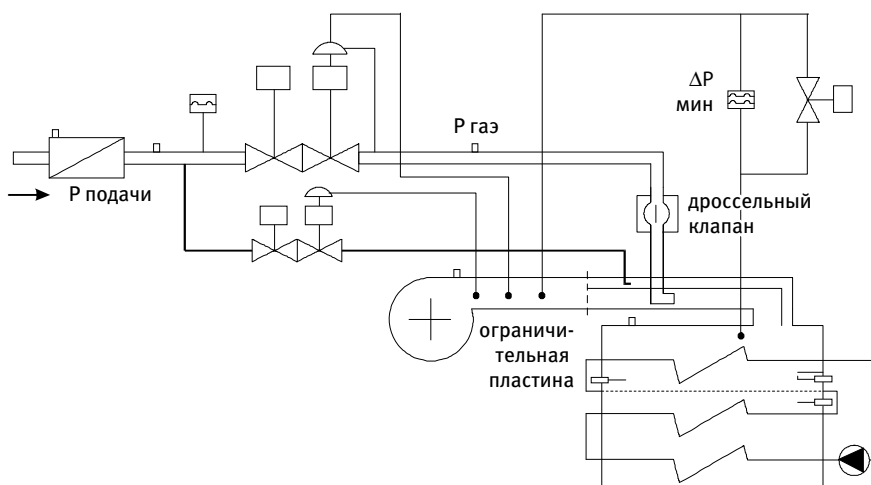 ΔP
мин
P гаэ
P подачи
дроссельный
клапан
ограничи-
тельная
пластина